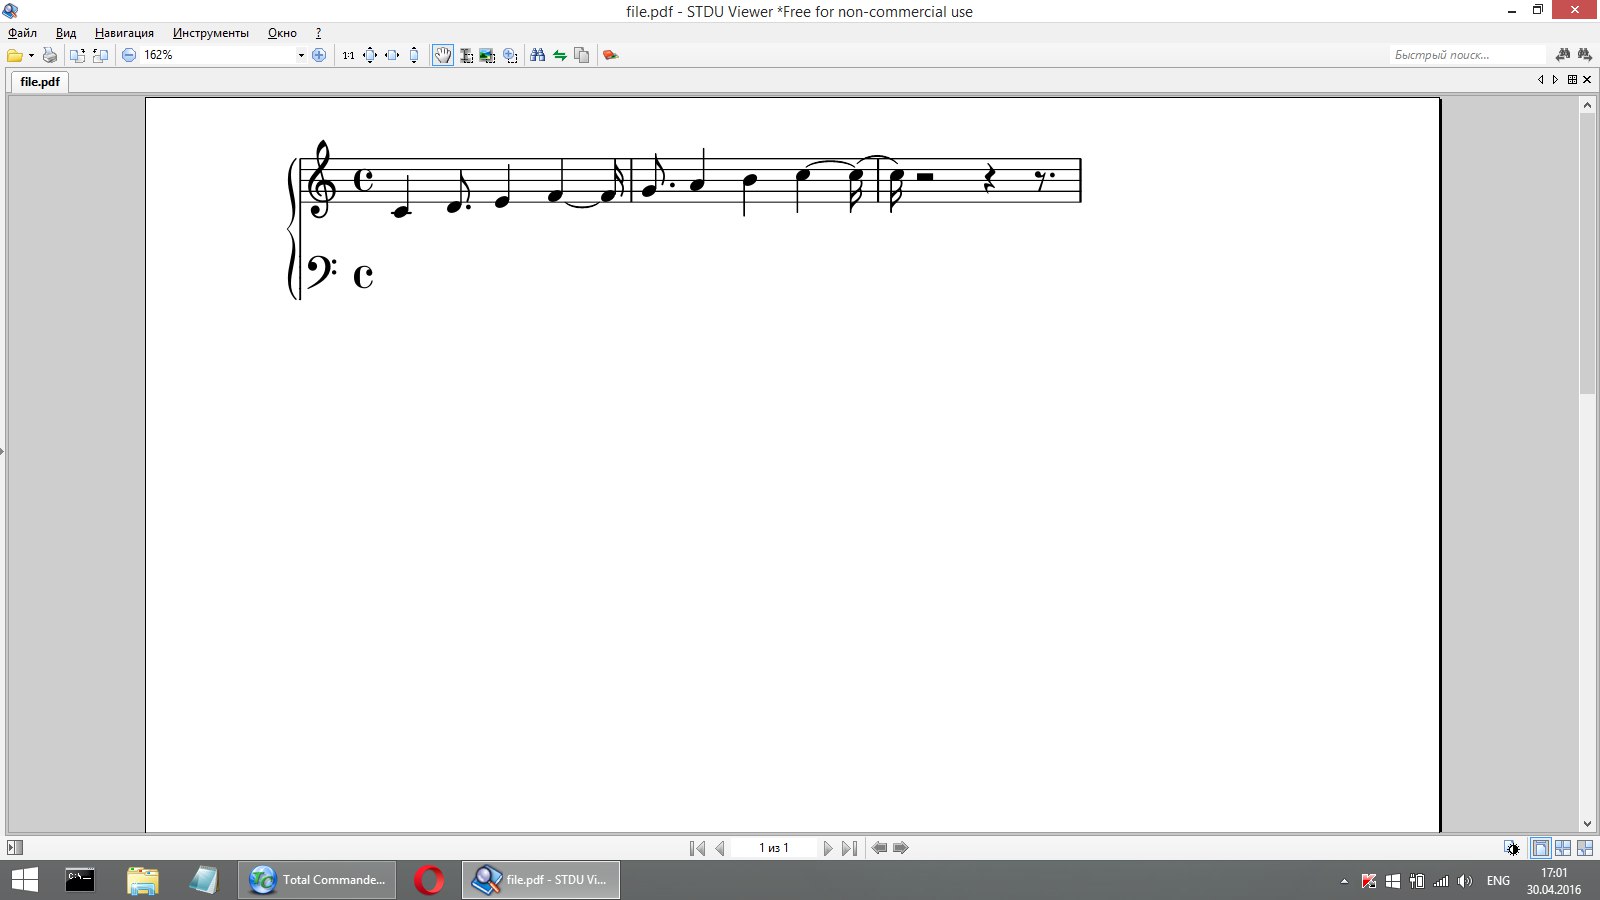 file.pdf - STDU Viewer *Free for non-commercial use
Файл Вид Навигация Инструменты Окно ?
162% 1:1 Быстрый поиск...
file.pdf
1 из 1
C:\_
Total Commande... file.pdf - STDU Vi... ENG 17:01
30.04.2016